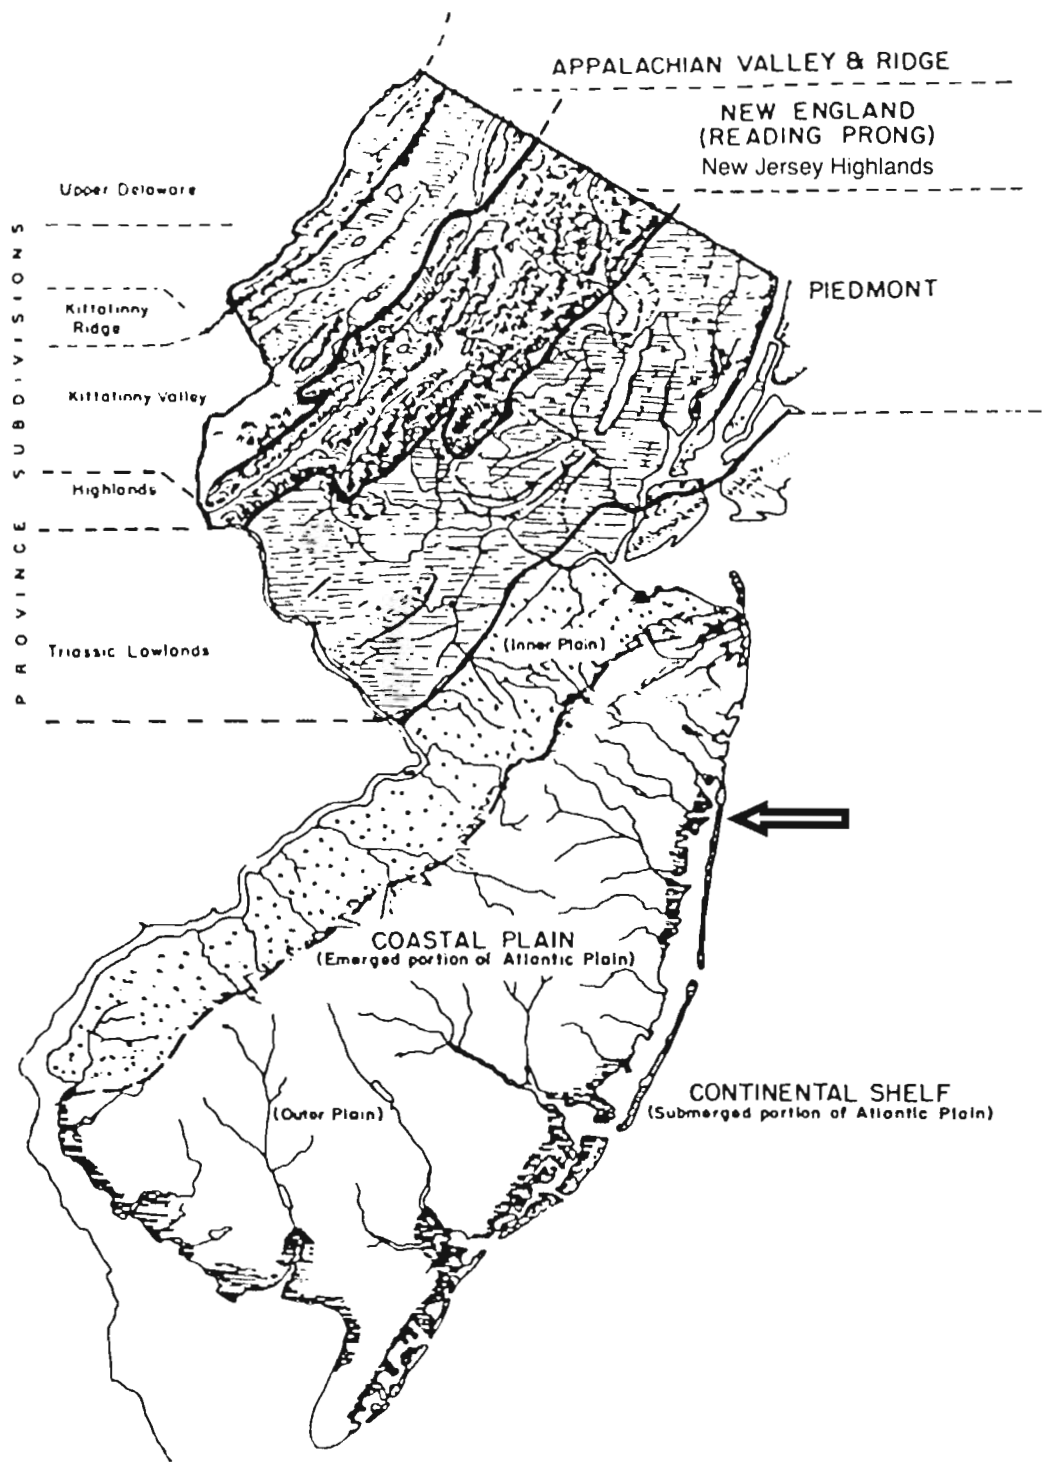 APPALACHIAN VALLEY & RIDGE
NEW ENGLAND
(READING PRONG)
New Jersey Highlands
PIEDMONT
PROVINCE SUBDIVISIONS
Upper Delaware
Kittatinny
Ridge
Kittatinny Valley
Highlands
Triassic Lowlands
(Inner Plain)
COASTAL PLAIN
(Emerged portion of Atlantic Plain)
(Outer Plain)
CONTINENTAL SHELF
(Submerged portion of Atlantic Plain)